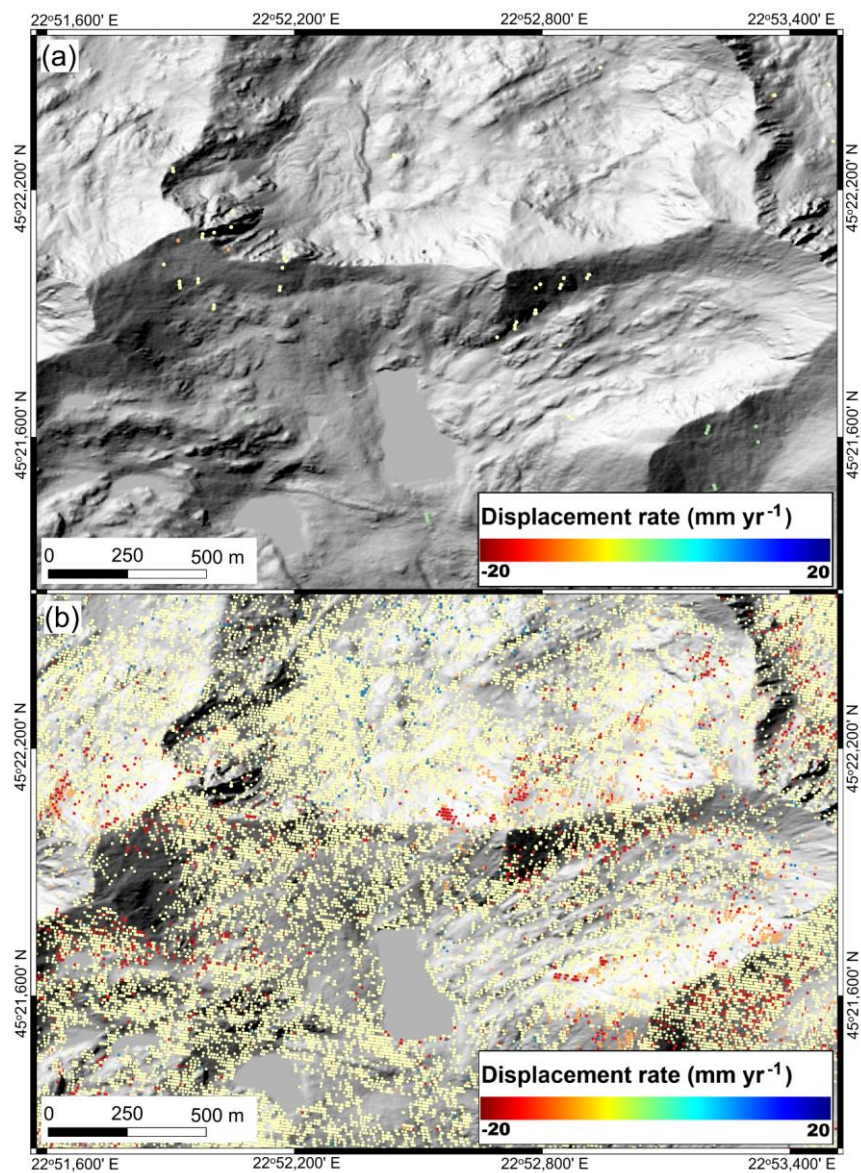 22°51,600' E 22°52,200' E 22°52,800' E 22°53,400' E
(a)
45°22,200' N 45°22,200' N
45°21,600' N 45°21,600' N
Displacement rate (mm yr⁻¹)
-20 20
0 250 500 m
(b)
45°22,200' N 45°22,200' N
45°21,600' N 45°21,600' N
Displacement rate (mm yr⁻¹)
-20 20
0 250 500 m
22°51,600' E 22°52,200' E 22°52,800' E 22°53,400' E